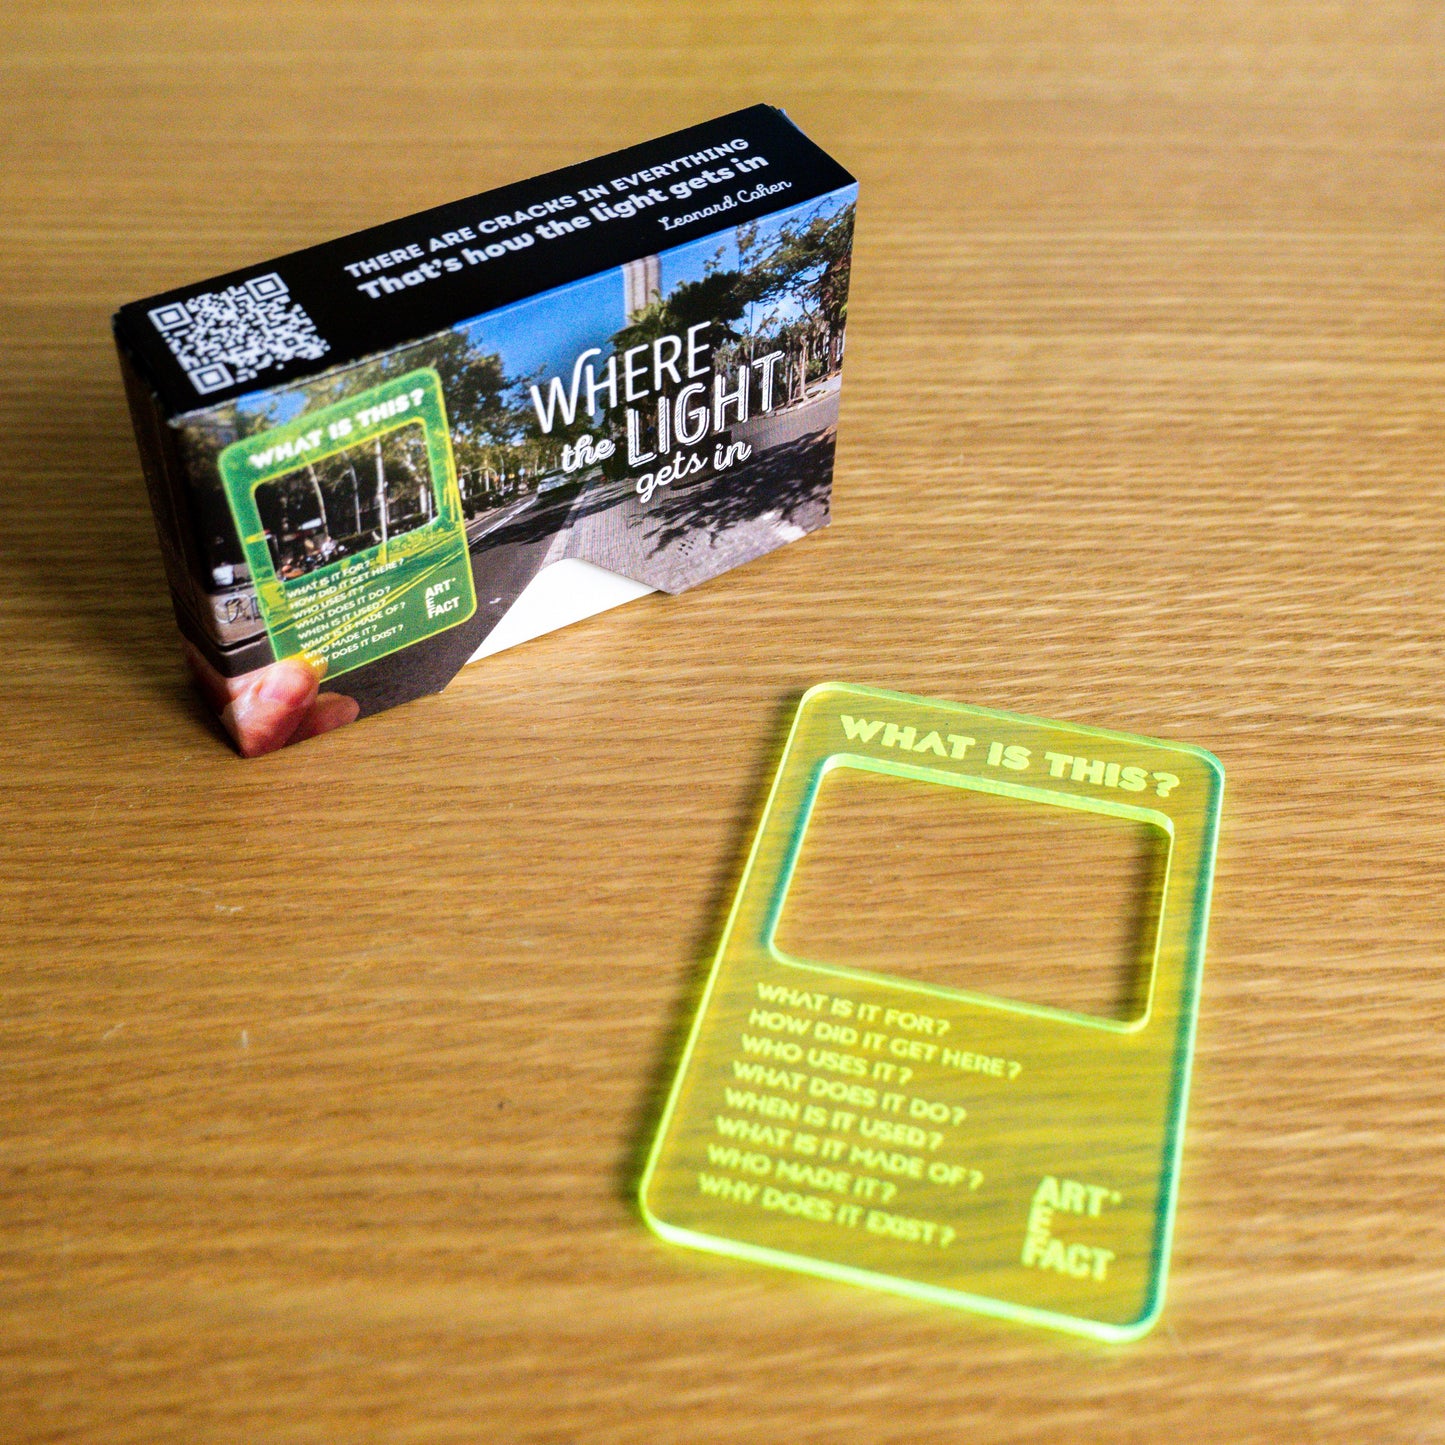 THERE ARE CRACKS IN EVERYTHING
That's how the light gets in
Leonard Cohen
WHERE
the LIGHT
gets in
WHAT IS THIS?
WHAT IS IT FOR?
HOW DID IT GET HERE?
WHO USES IT?
WHAT DOES IT DO?
WHEN IS IT USED?
WHAT IS IT MADE OF?
WHO MADE IT?
WHY DOES IT EXIST?
ART
E
FACT
WHAT IS THIS?
WHAT IS IT FOR?
HOW DID IT GET HERE?
WHO USES IT?
WHAT DOES IT DO?
WHEN IS IT USED?
WHAT IS IT MADE OF?
WHO MADE IT?
WHY DOES IT EXIST?
ART
E
FACT